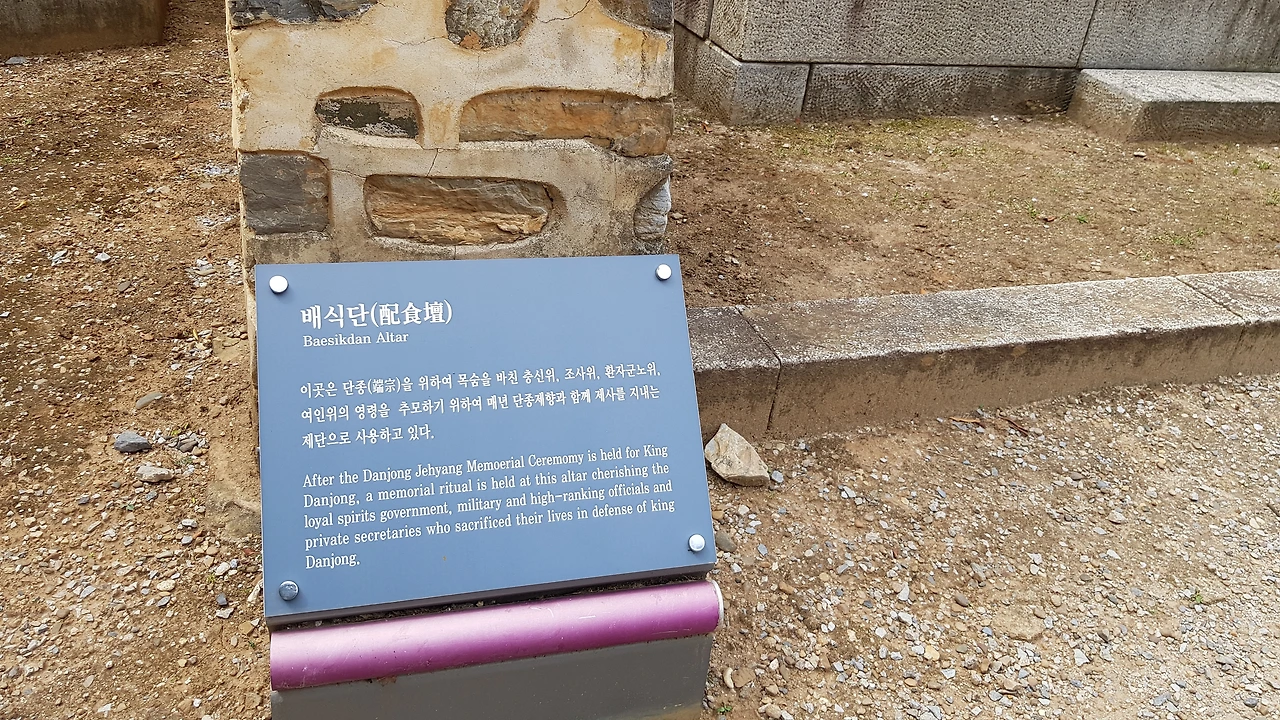 배식단(配食壇)
Baesikdan Altar
이곳은 단종(端宗)을 위하여 목숨을 바친 충신위, 조사위, 환자군노위,
여인위의 영령을 추모하기 위하여 매년 단종제향과 함께 제사를 지내는
제단으로 사용하고 있다.
After the Danjong Jehyang Memoerial Ceremomy is held for King
Danjong, a memorial ritual is held at this altar cherishing the
loyal spirits government, military and high-ranking officials and
private secretaries who sacrificed their lives in defense of king
Danjong.